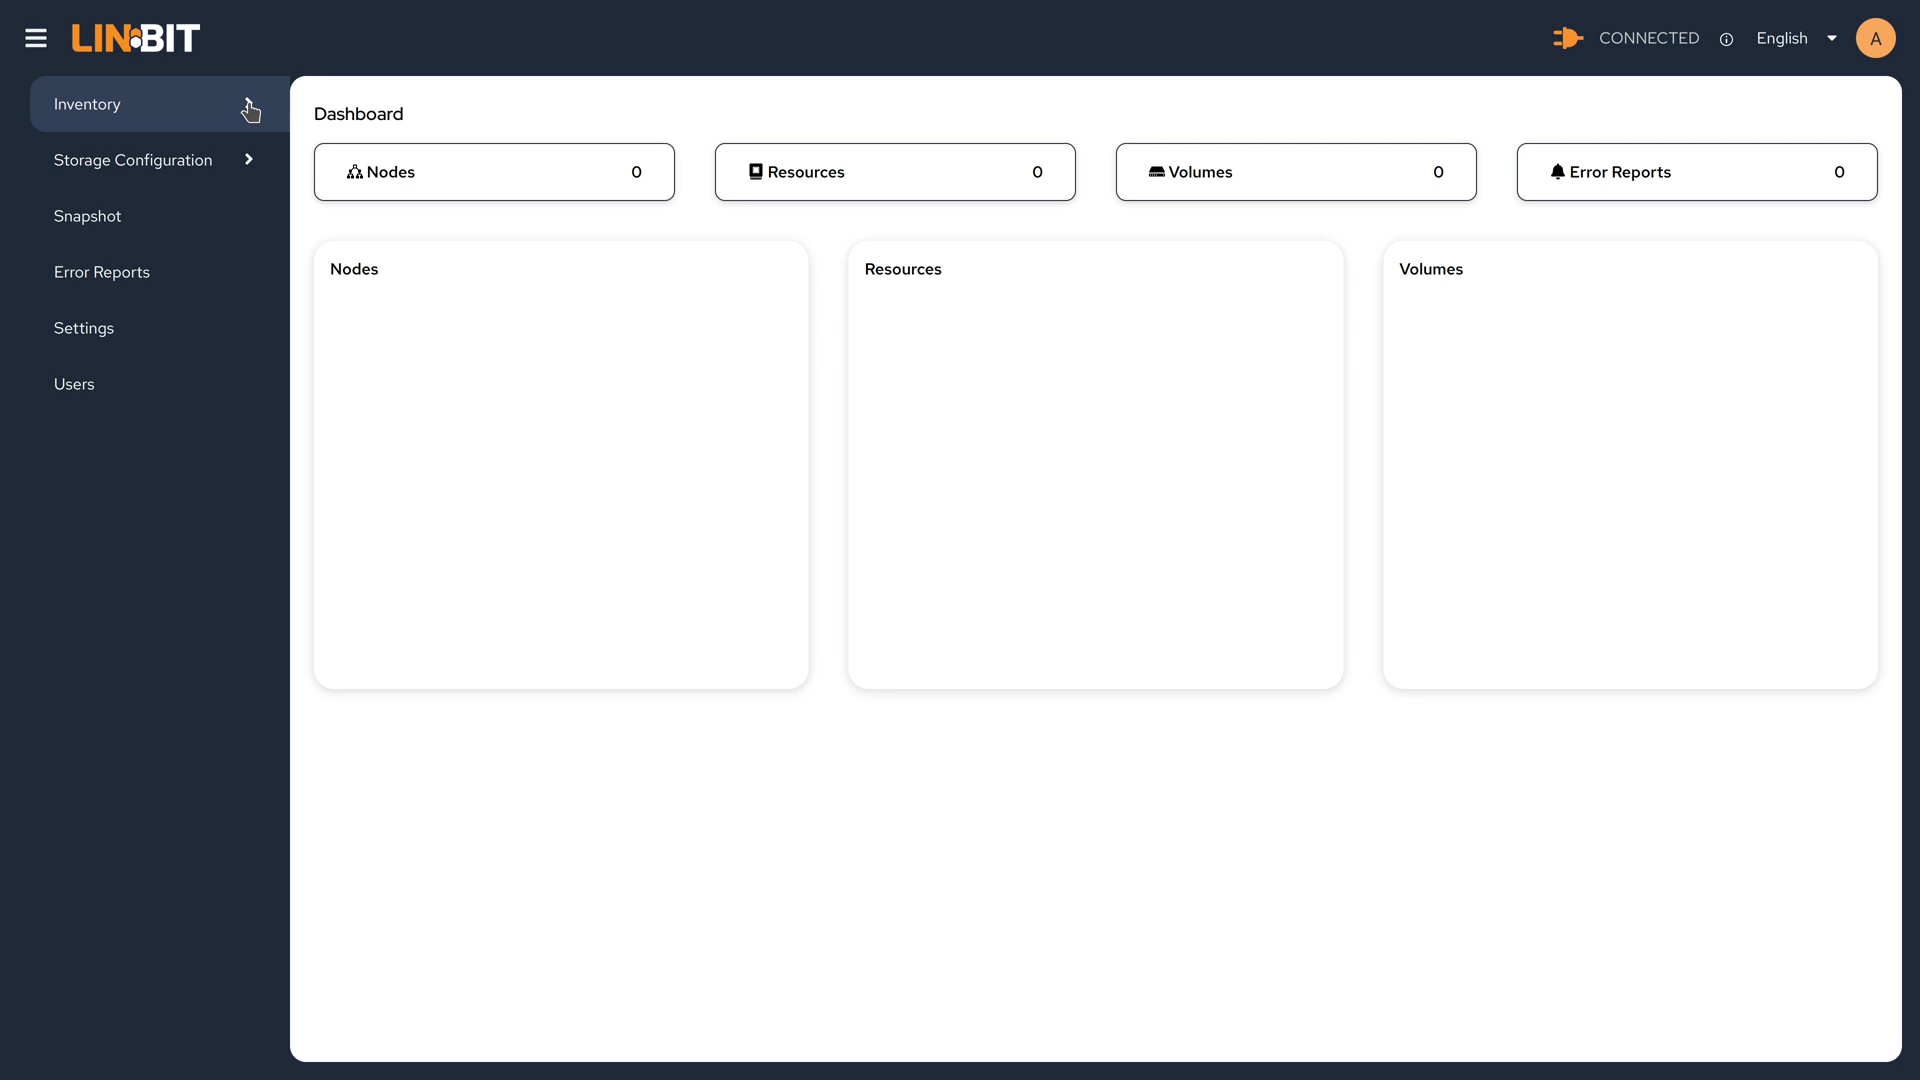 LINBIT
CONNECTED
English
A
Inventory
Storage Configuration
Snapshot
Error Reports
Settings
Users
Dashboard
Nodes 0
Resources 0
Volumes 0
Error Reports 0
Nodes
Resources
Volumes